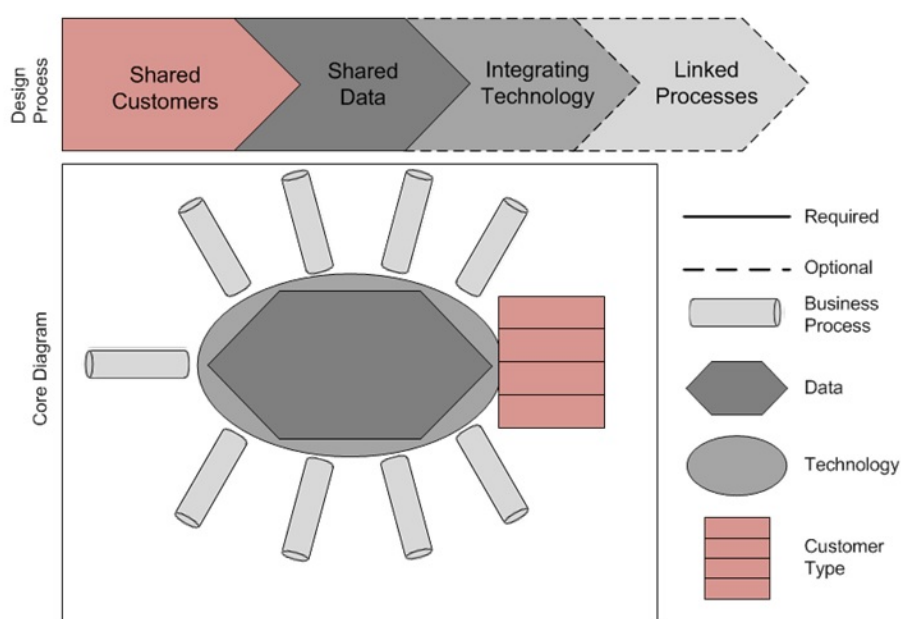 Design
Process
Shared
Customers
Shared
Data
Integrating
Technology
Linked
Processes
Core Diagram
Required
Optional
Business
Process
Data
Technology
Customer
Type